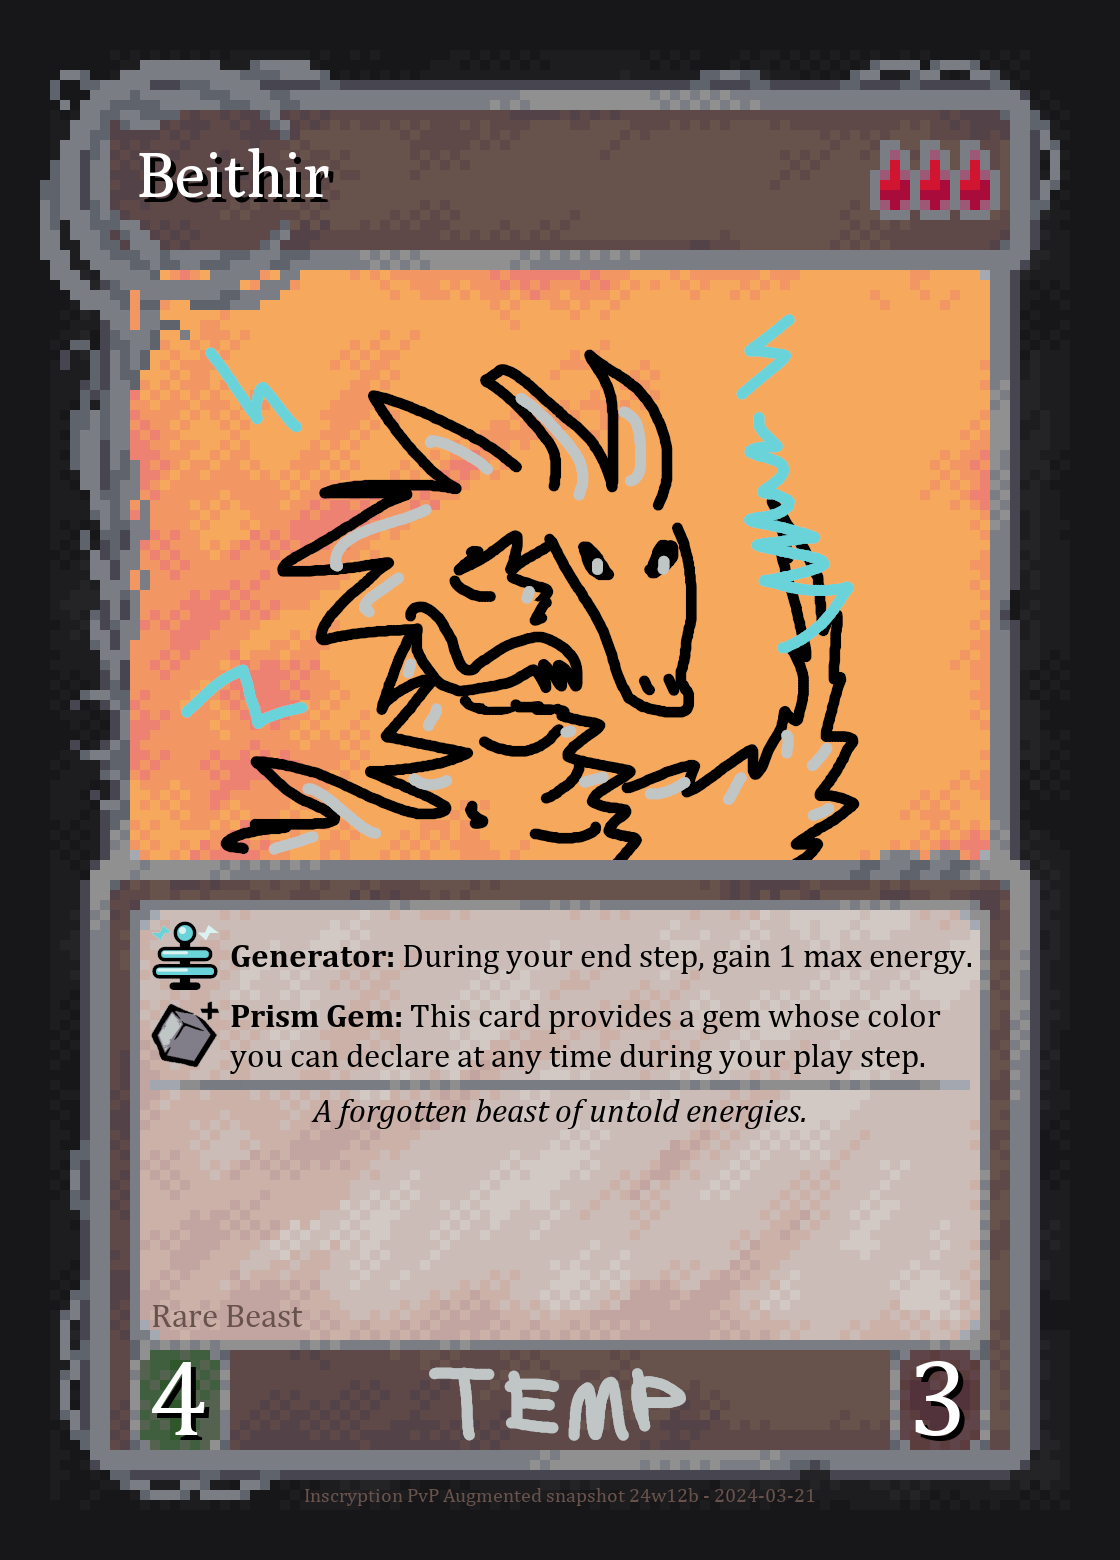 Beithir
Generator: During your end step, gain 1 max energy.
Prism Gem: This card provides a gem whose color
you can declare at any time during your play step.
A forgotten beast of untold energies.
Rare Beast
4 TEMP 3
Inscryption PvP Augmented snapshot 24w12b - 2024-03-21